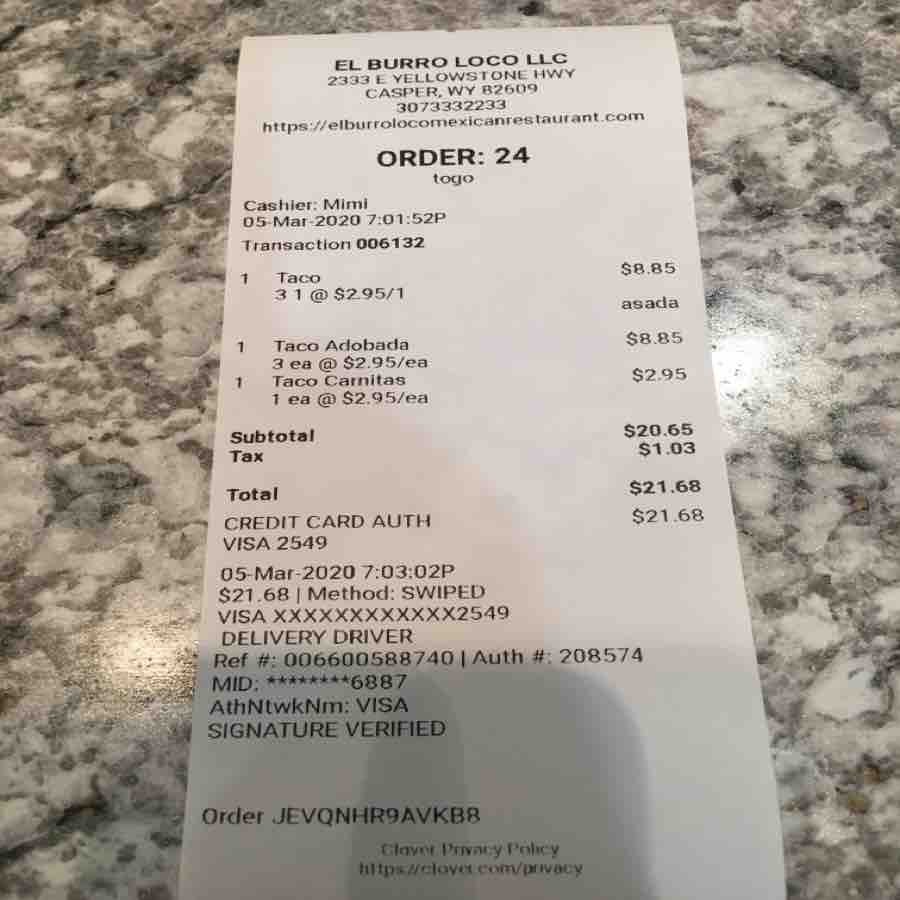 EL BURRO LOCO LLC
2333 E YELLOWSTONE HWY
CASPER, WY 82609
3073332233
https://elburrolocomexicanrestaurant.com
ORDER: 24
togo
Cashier: Mimi
05-Mar-2020 7:01:52P
Transaction 006132
1 Taco $8.85
3 1 @ $2.95/1
asada
1 Taco Adobada $8.85
3 ea @ $2.95/ea
1 Taco Carnitas $2.95
1 ea @ $2.95/ea
Subtotal $20.65
Tax $1.03
Total $21.68
CREDIT CARD AUTH $21.68
VISA 2549
05-Mar-2020 7:03:02P
$21.68 | Method: SWIPED
VISA XXXXXXXXXXXX2549
DELIVERY DRIVER
Ref #: 006600588740 | Auth #: 208574
MID: ********6887
AthNtwkNm: VISA
SIGNATURE VERIFIED
Order JEVQNHR9AVKB8
Clover Privacy Policy
https://clover.com/privacy